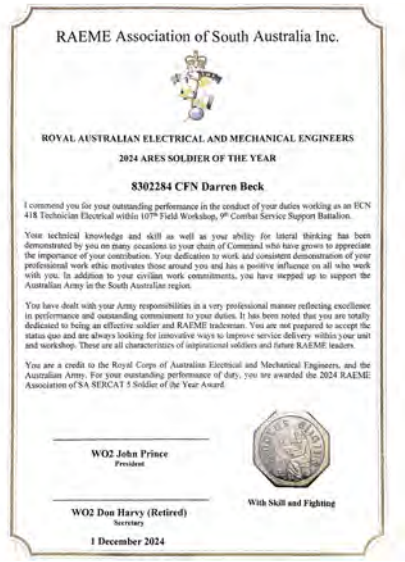 RAEME Association of South Australia Inc.
ROYAL AUSTRALIAN ELECTRICAL AND MECHANICAL ENGINEERS
2024 ARES SOLDIER OF THE YEAR
8302284 CFN Darren Beck
I commend you for your outstanding performance in the conduct of your duties working as an ECN
418 Technician Electrical within 107th Field Workshop, 9th Combat Service Support Battalion.
Your technical knowledge and skill as well as your ability for lateral thinking has been
demonstrated by you on many occasions to your chain of Command who have grown to appreciate
the importance of your contribution. Your dedication to work and consistent demonstration of your
professional work ethic motivates those around you and has a positive influence on all who work
with you. In addition to your civilian work commitments, you have stepped up to support the
Australian Army in the South Australian region.
You have dealt with your Army responsibilities in a very professional manner reflecting excellence
in performance and outstanding commitment to your duties. It has been noted that you are totally
dedicated to being an effective soldier and RAEME tradesman. You are not prepared to accept the
status quo and are always looking for innovative ways to improve service delivery within your unit
and workshop. These are all characteristics of inspirational soldiers and future RAEME leaders.
You are a credit to the Royal Corps of Australian Electrical and Mechanical Engineers, and the
Australian Army. For your outstanding performance of duty, you are awarded the 2024 RAEME
Association of SA SERCAT 5 Soldier of the Year Award.
WO2 John Prince
President
With Skill and Fighting
WO2 Don Harvy (Retired)
Secretary
1 December 2024